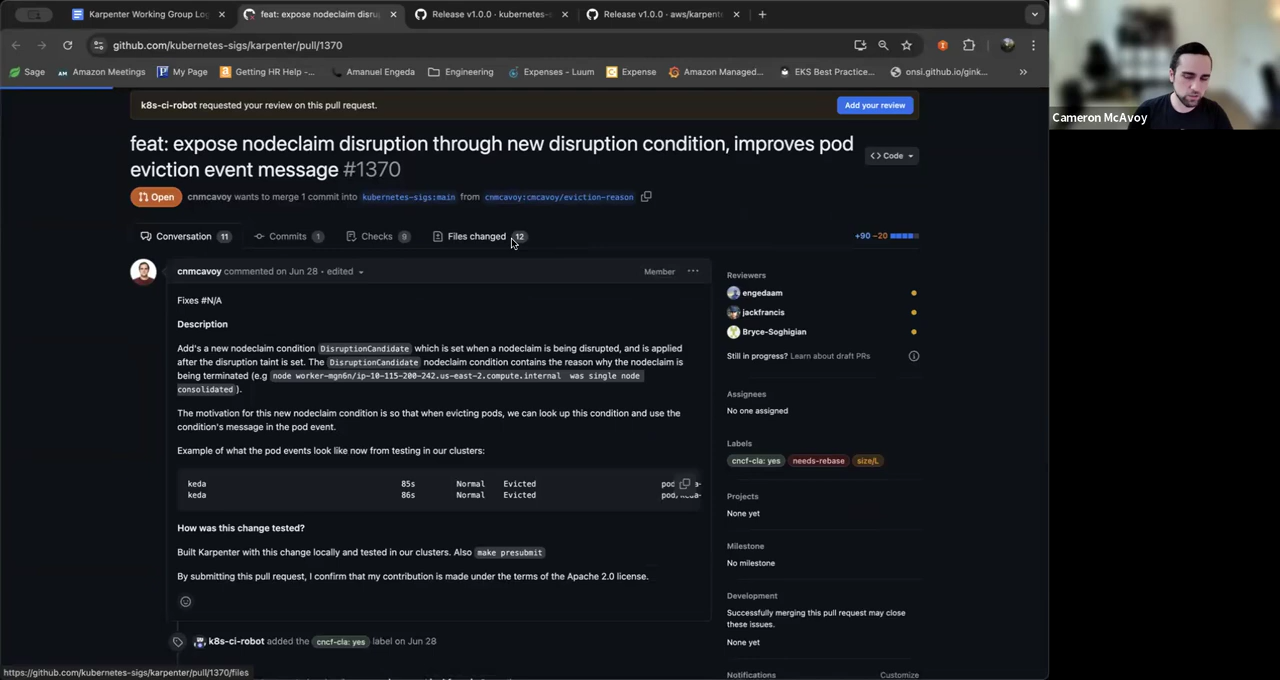 Karpenter Working Group Log
feat: expose nodeclaim disru
Release v1.0.0 · kubernetes-s
Release v1.0.0 · aws/karpent
github.com/kubernetes-sigs/karpenter/pull/1370
Sage
Amazon Meetings
My Page
Getting HR Help -...
Amanuel Engeda
Engineering
Expenses - Luum
Expense
Amazon Managed...
EKS Best Practice...
onsi.github.io/gink...
Cameron McAvoy
k8s-ci-robot requested your review on this pull request.
Add your review
feat: expose nodeclaim disruption through new disruption condition, improves pod
eviction event message #1370
Code
Open
cnmcavoy wants to merge 1 commit into kubernetes-sigs:main from cnmcavoy:cmcavoy/eviction-reason
Conversation 11
Commits 1
Checks 9
Files changed 12
+90 −20
cnmcavoy commented on Jun 28 · edited
Member
Fixes #N/A
Description
Add's a new nodeclaim condition DisruptionCandidate which is set when a nodeclaim is being disrupted, and is applied
after the disruption taint is set. The DisruptionCandidate nodeclaim condition contains the reason why the nodeclaim is
being terminated (e.g node worker-mgn6n/ip-10-115-200-242.us-east-2.compute.internal was single node
consolidated ).
The motivation for this new nodeclaim condition is so that when evicting pods, we can look up this condition and use the
condition's message in the pod event.
Example of what the pod events look like now from testing in our clusters:
keda 85s Normal Evicted
keda 86s Normal Evicted
How was this change tested?
Built Karpenter with this change locally and tested in our clusters. Also make presubmit
By submitting this pull request, I confirm that my contribution is made under the terms of the Apache 2.0 license.
k8s-ci-robot added the cncf-cla: yes label on Jun 28
Reviewers
engedaam
jackfrancis
Bryce-Soghigian
Still in progress? Learn about draft PRs
Assignees
No one assigned
Labels
cncf-cla: yes
needs-rebase
size/L
Projects
None yet
Milestone
No milestone
Development
Successfully merging this pull request may close
these issues.
None yet
Notifications
Customize
https://github.com/kubernetes-sigs/karpenter/pull/1370/files